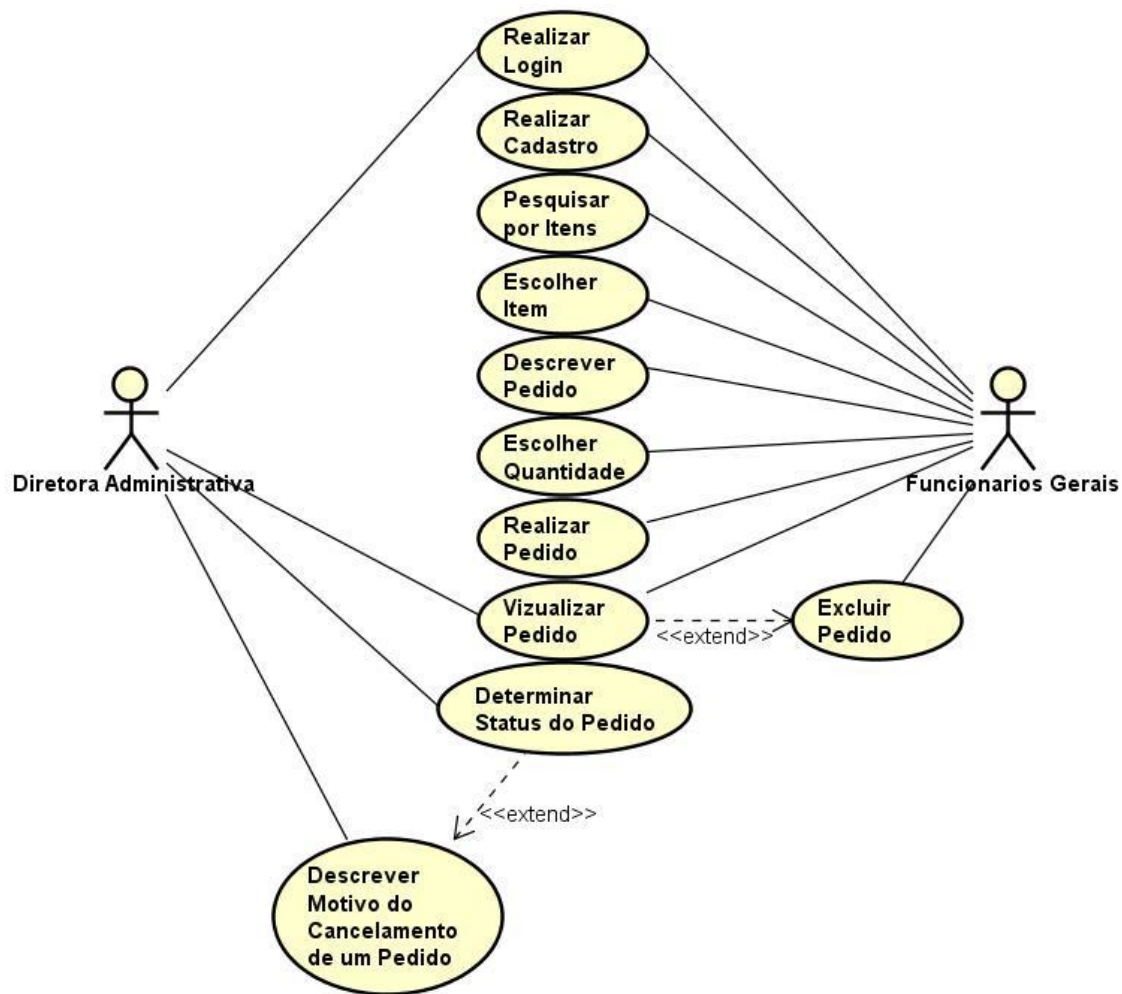 Realizar
Login
Realizar
Cadastro
Pesquisar
por Itens
Escolher
Item
Descrever
Pedido
Escolher
Quantidade
Realizar
Pedido
Vizualizar
Pedido
<<extend>>
Excluir
Pedido
Diretora Administrativa
Funcionarios Gerais
Determinar
Status do Pedido
<<extend>>
Descrever
Motivo do
Cancelamento
de um Pedido